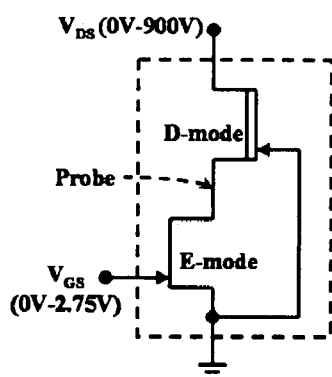 V_DS (0V-900V)
D-mode
Probe
E-mode
V_GS
(0V-2.75V)